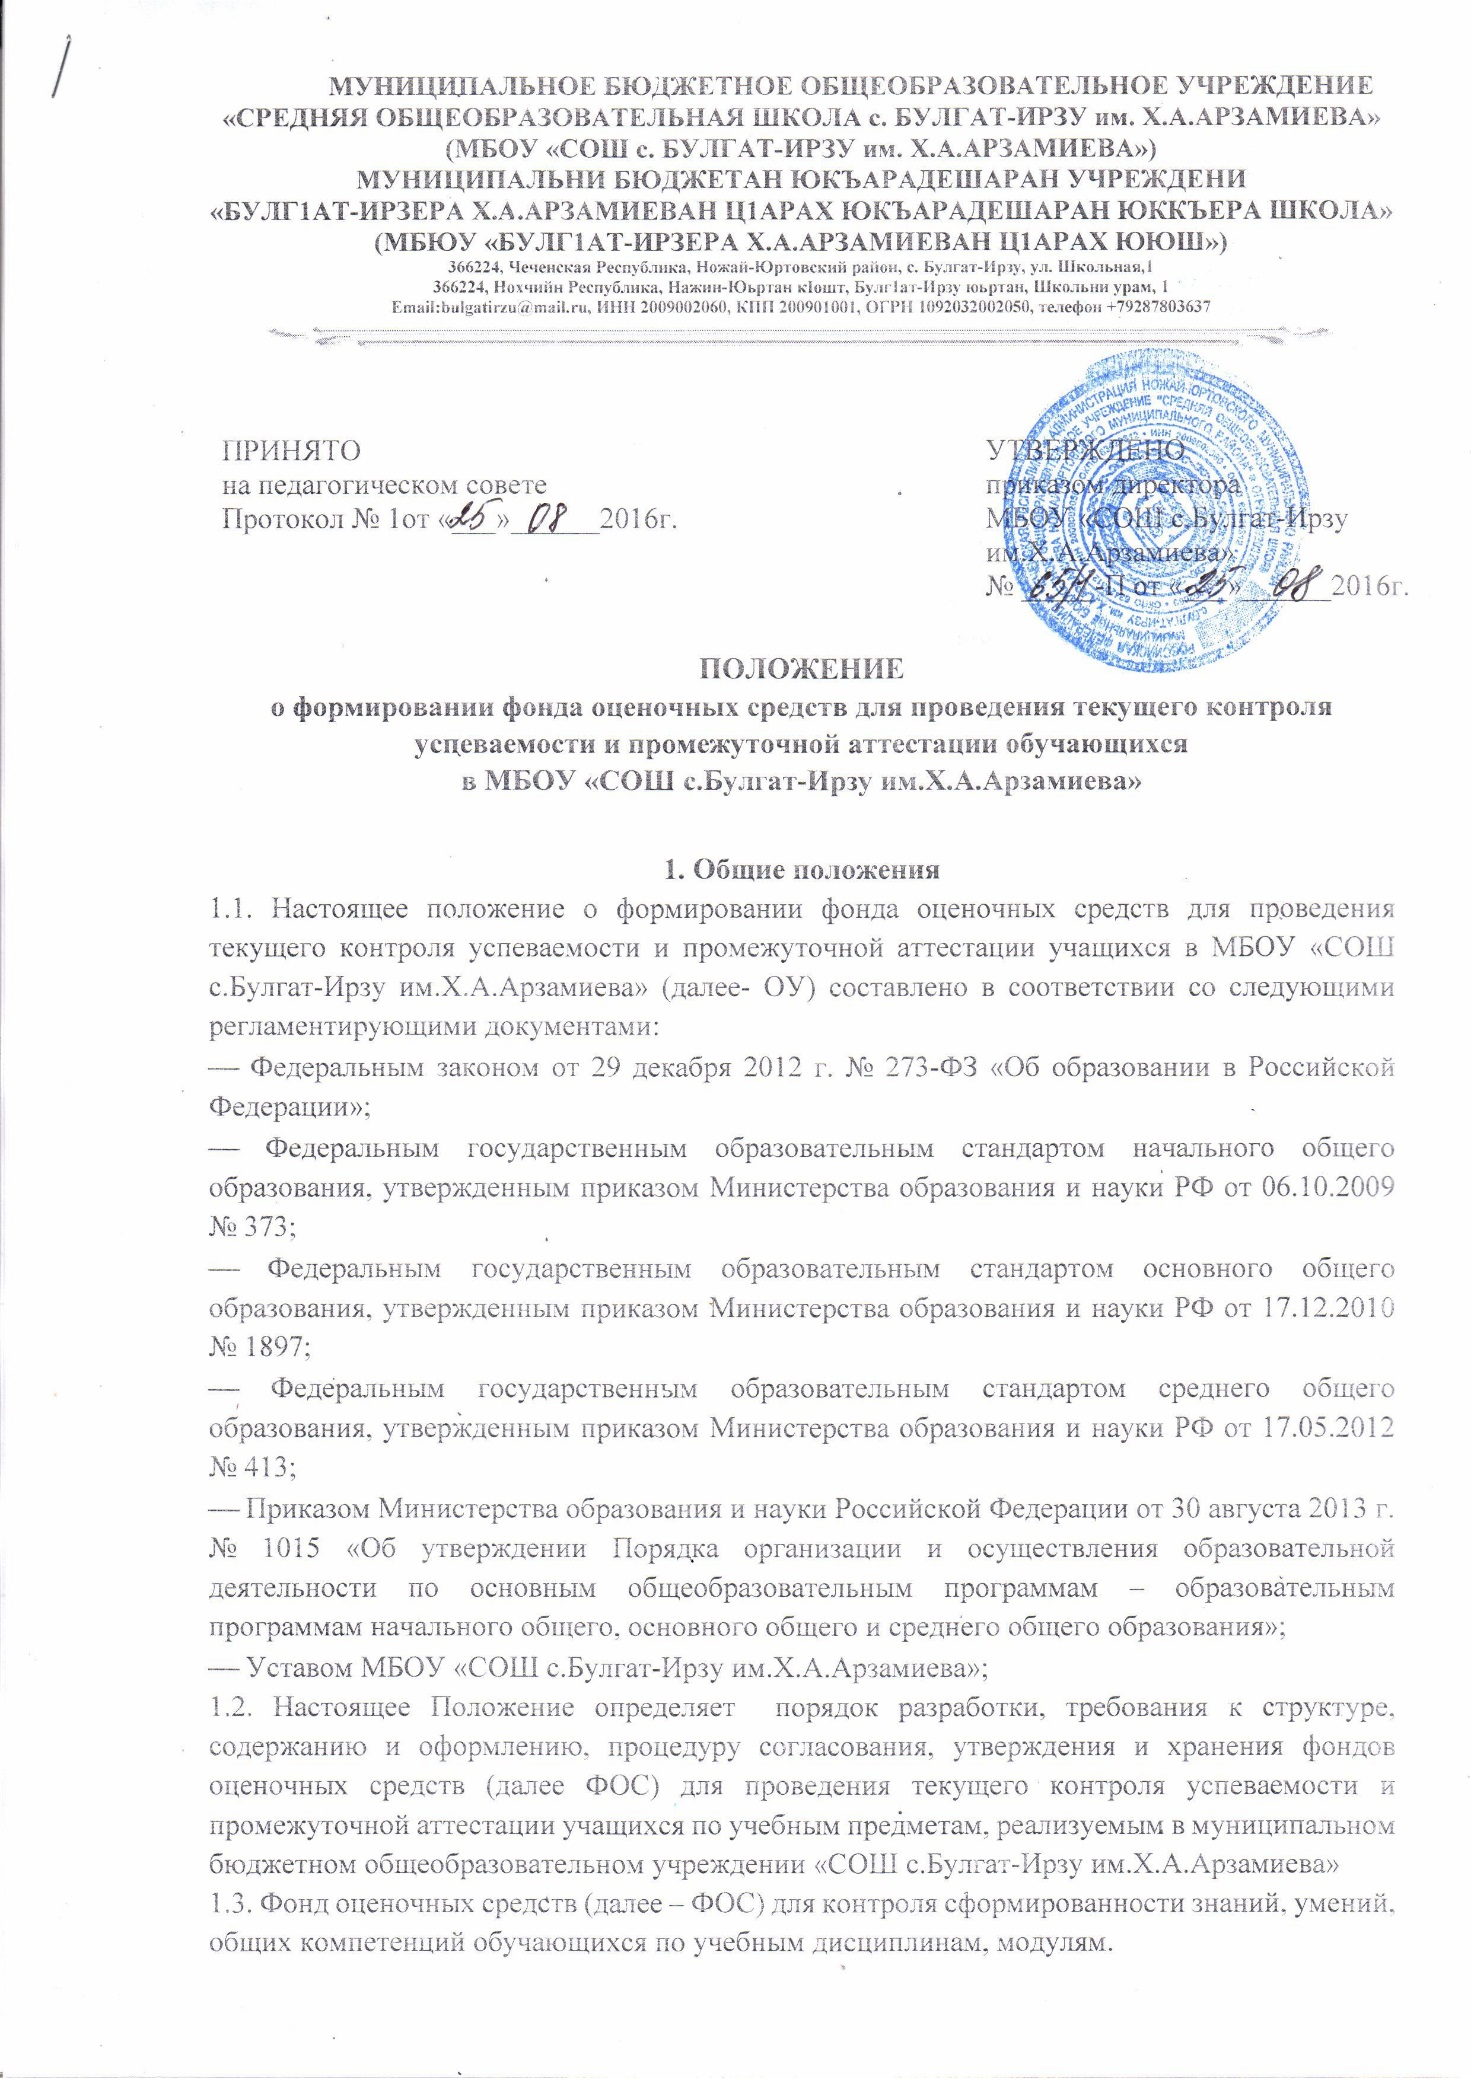 МУНИЦИПАЛЬНОЕ БЮДЖЕТНОЕ ОБЩЕОБРАЗОВАТЕЛЬНОЕ УЧРЕЖДЕНИЕ
«СРЕДНЯЯ ОБЩЕОБРАЗОВАТЕЛЬНАЯ ШКОЛА с. БУЛГАТ-ИРЗУ им. Х.А.АРЗАМИЕВА»
(МБОУ «СОШ с. БУЛГАТ-ИРЗУ им. Х.А.АРЗАМИЕВА»)
МУНИЦИПАЛЬНИ БЮДЖЕТАН ЮКЪАРАДЕШАРАН УЧРЕЖДЕНИ
«БУЛГ1АТ-ИРЗЕРА Х.А.АРЗАМИЕВАН Ц1АРАХ ЮКЪАРАДЕШАРАН ЮККЪЕРА ШКОЛА»
(МБЮУ «БУЛГ1АТ-ИРЗЕРА Х.А.АРЗАМИЕВАН Ц1АРАХ ЮЮШ»)
366224, Чеченская Республика, Ножай-Юртовский район, с. Булгат-Ирзу, ул. Школьная,1
366224, Нохчийн Республика, Нажин-Юьртан кIошт, БулгIат-Ирзу юьртан, Школьни урам, 1
Email:bulgatirzu@mail.ru, ИНН 2009002060, КПП 200901001, ОГРН 1092032002050, телефон +79287803637
ПРИНЯТО
на педагогическом совете
Протокол № 1от «25» 08 2016г.
УТВЕРЖДЕНО
приказом директора
МБОУ «СОШ с.Булгат-Ирзу
им.Х.А.Арзамиева»
№ 65/1-П от «25» 08 2016г.
ПОЛОЖЕНИЕ
о формировании фонда оценочных средств для проведения текущего контроля
успеваемости и промежуточной аттестации обучающихся
в МБОУ «СОШ с.Булгат-Ирзу им.Х.А.Арзамиева»
1. Общие положения
1.1. Настоящее положение о формировании фонда оценочных средств для проведения
текущего контроля успеваемости и промежуточной аттестации учащихся в МБОУ «СОШ
с.Булгат-Ирзу им.Х.А.Арзамиева» (далее- ОУ) составлено в соответствии со следующими
регламентирующими документами:
— Федеральным законом от 29 декабря 2012 г. № 273-ФЗ «Об образовании в Российской
Федерации»;
— Федеральным государственным образовательным стандартом начального общего
образования, утвержденным приказом Министерства образования и науки РФ от 06.10.2009
№ 373;
— Федеральным государственным образовательным стандартом основного общего
образования, утвержденным приказом Министерства образования и науки РФ от 17.12.2010
№ 1897;
— Федеральным государственным образовательным стандартом среднего общего
образования, утвержденным приказом Министерства образования и науки РФ от 17.05.2012
№ 413;
— Приказом Министерства образования и науки Российской Федерации от 30 августа 2013 г.
№ 1015 «Об утверждении Порядка организации и осуществления образовательной
деятельности по основным общеобразовательным программам – образовательным
программам начального общего, основного общего и среднего общего образования»;
— Уставом МБОУ «СОШ с.Булгат-Ирзу им.Х.А.Арзамиева»;
1.2. Настоящее Положение определяет порядок разработки, требования к структуре,
содержанию и оформлению, процедуру согласования, утверждения и хранения фондов
оценочных средств (далее ФОС) для проведения текущего контроля успеваемости и
промежуточной аттестации учащихся по учебным предметам, реализуемым в муниципальном
бюджетном общеобразовательном учреждении «СОШ с.Булгат-Ирзу им.Х.А.Арзамиева»
1.3. Фонд оценочных средств (далее – ФОС) для контроля сформированности знаний, умений,
общих компетенций обучающихся по учебным дисциплинам, модулям.